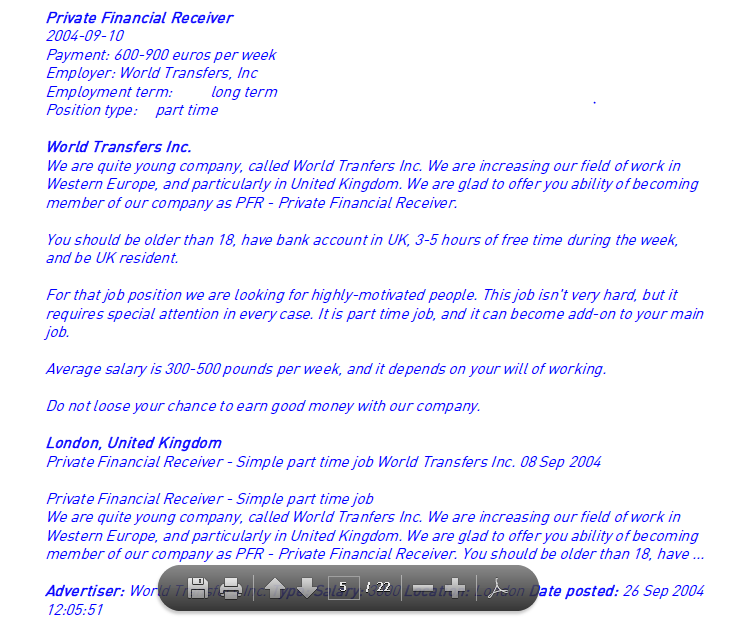 Private Financial Receiver
2004-09-10
Payment: 600-900 euros per week
Employer: World Transfers, Inc
Employment term: long term
Position type: part time
World Transfers Inc.
We are quite young company, called World Tranfers Inc. We are increasing our field of work in
Western Europe, and particularly in United Kingdom. We are glad to offer you ability of becoming
member of our company as PFR - Private Financial Receiver.
You should be older than 18, have bank account in UK, 3-5 hours of free time during the week,
and be UK resident.
For that job position we are looking for highly-motivated people. This job isn't very hard, but it
requires special attention in every case. It is part time job, and it can become add-on to your main
job.
Average salary is 300-500 pounds per week, and it depends on your will of working.
Do not loose your chance to earn good money with our company.
London, United Kingdom
Private Financial Receiver - Simple part time job World Transfers Inc. 08 Sep 2004
Private Financial Receiver - Simple part time job
We are quite young company, called World Tranfers Inc. We are increasing our field of work in
Western Europe, and particularly in United Kingdom. We are glad to offer you ability of becoming
member of our company as PFR - Private Financial Receiver. You should be older than 18, have ...
Advertiser: World Transfers Inc. Type: Salary: Location: London Date posted: 26 Sep 2004
12:05:51
5 / 22